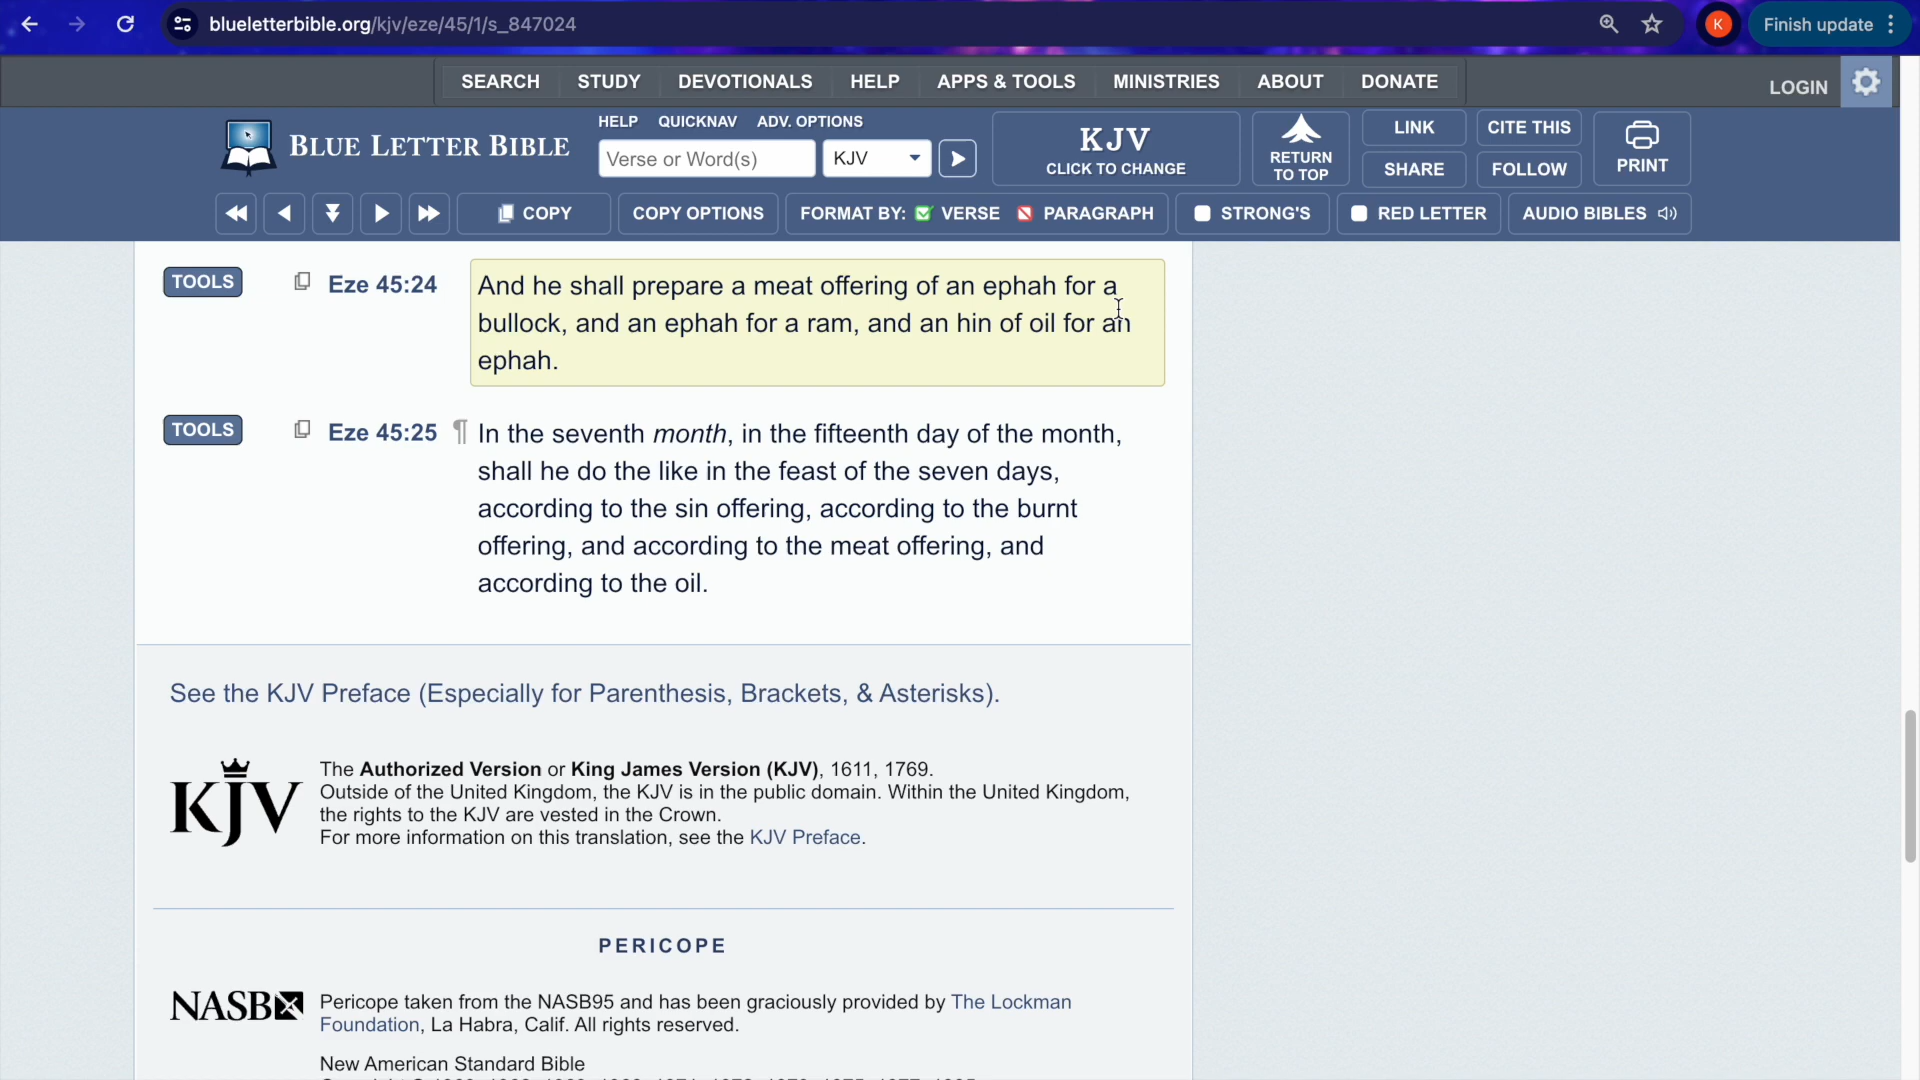 blueletterbible.org/kjv/eze/45/1/s_847024
K
Finish update
SEARCH STUDY DEVOTIONALS HELP APPS & TOOLS MINISTRIES ABOUT DONATE
LOGIN
BLUE LETTER BIBLE
HELP QUICKNAV ADV. OPTIONS
Verse or Word(s)
KJV
KJV
CLICK TO CHANGE
RETURN
TO TOP
LINK
CITE THIS
SHARE
FOLLOW
PRINT
COPY
COPY OPTIONS
FORMAT BY: VERSE PARAGRAPH
STRONG'S
RED LETTER
AUDIO BIBLES
TOOLS
Eze 45:24
And he shall prepare a meat offering of an ephah for a
bullock, and an ephah for a ram, and an hin of oil for an
ephah.
TOOLS
Eze 45:25
¶ In the seventh month, in the fifteenth day of the month,
shall he do the like in the feast of the seven days,
according to the sin offering, according to the burnt
offering, and according to the meat offering, and
according to the oil.
See the KJV Preface (Especially for Parenthesis, Brackets, & Asterisks).
KJV
The Authorized Version or King James Version (KJV), 1611, 1769.
Outside of the United Kingdom, the KJV is in the public domain. Within the United Kingdom,
the rights to the KJV are vested in the Crown.
For more information on this translation, see the KJV Preface.
PERICOPE
NASB
Pericope taken from the NASB95 and has been graciously provided by The Lockman
Foundation, La Habra, Calif. All rights reserved.
New American Standard Bible